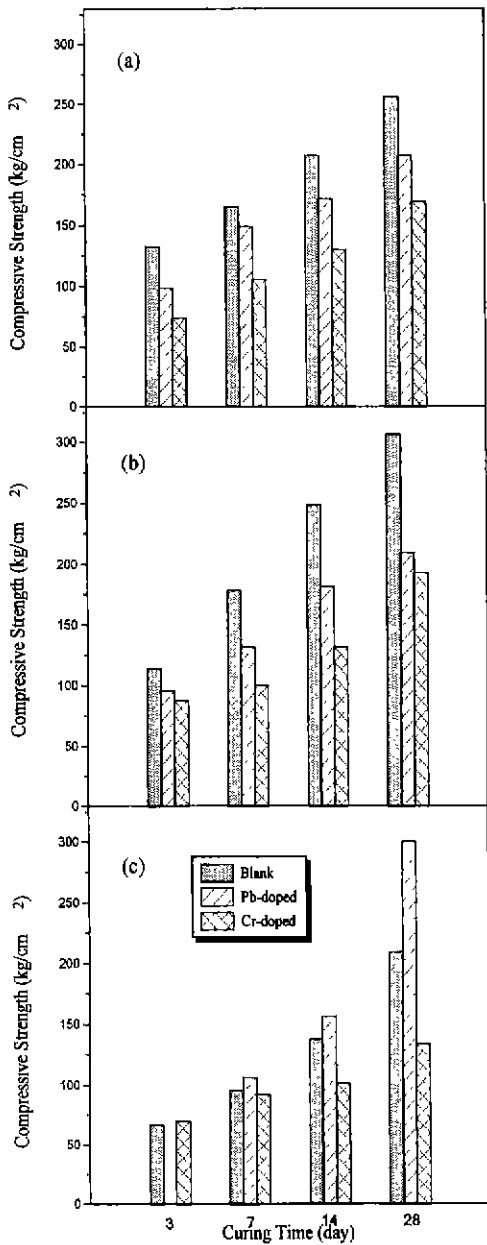 (a)
Compressive Strength (kg/cm 2)
300
250
200
150
100
50
0
(b)
Compressive Strength (kg/cm 2)
300
250
200
150
100
50
0
(c)
Compressive Strength (kg/cm 2)
300
250
200
150
100
50
0
Blank
Pb-doped
Cr-doped
3 7 14 28
Curing Time (day)